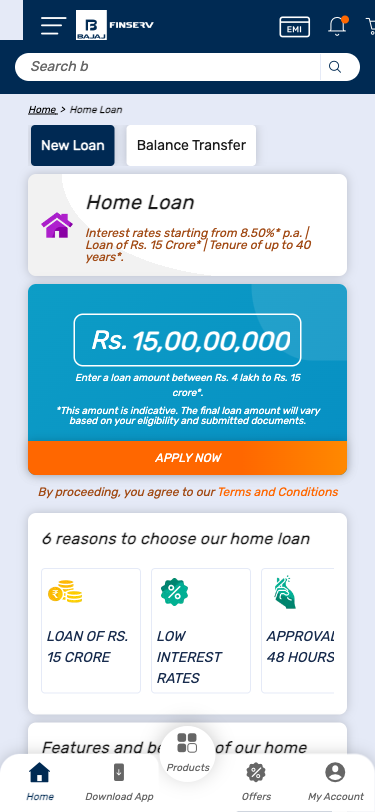 BAJAJ FINSERV
EMI
Search b
Home > Home Loan
New Loan Balance Transfer
Home Loan
Interest rates starting from 8.50%* p.a. |
Loan of Rs. 15 Crore* | Tenure of up to 40
years*.
Rs. 15,00,00,000
Enter a loan amount between Rs. 4 lakh to Rs. 15
crore*.
*This amount is indicative. The final loan amount will vary
based on your eligibility and submitted documents.
APPLY NOW
By proceeding, you agree to our Terms and Conditions
6 reasons to choose our home loan
LOAN OF RS.
15 CRORE
LOW
INTEREST
RATES
APPROVAL
48 HOURS
Features and be of our home
Home
Download App
Products
Offers
My Account